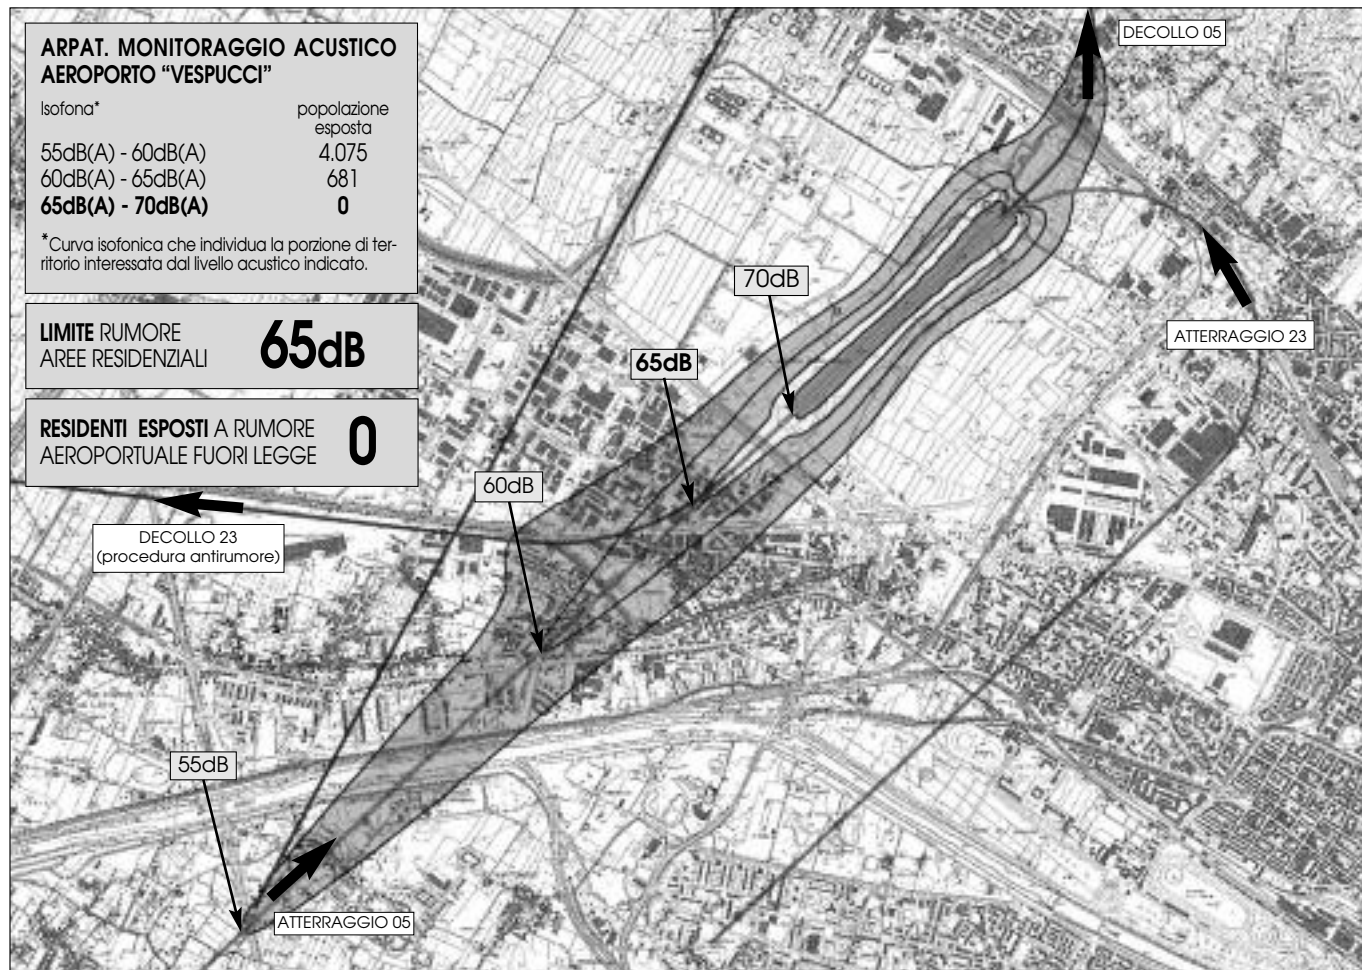 ARPAT. MONITORAGGIO ACUSTICO
AEROPORTO “VESPUCCI”
Isofona* popolazione
esposta
55dB(A) - 60dB(A) 4.075
60dB(A) - 65dB(A) 681
65dB(A) - 70dB(A) 0
*Curva isofonica che individua la porzione di ter-
ritorio interessata dal livello acustico indicato.
LIMITE RUMORE
AREE RESIDENZIALI 65dB
RESIDENTI ESPOSTI A RUMORE
AEROPORTUALE FUORI LEGGE 0
DECOLLO 05
70dB
ATTERRAGGIO 23
65dB
60dB
DECOLLO 23
(procedura antirumore)
55dB
ATTERRAGGIO 05